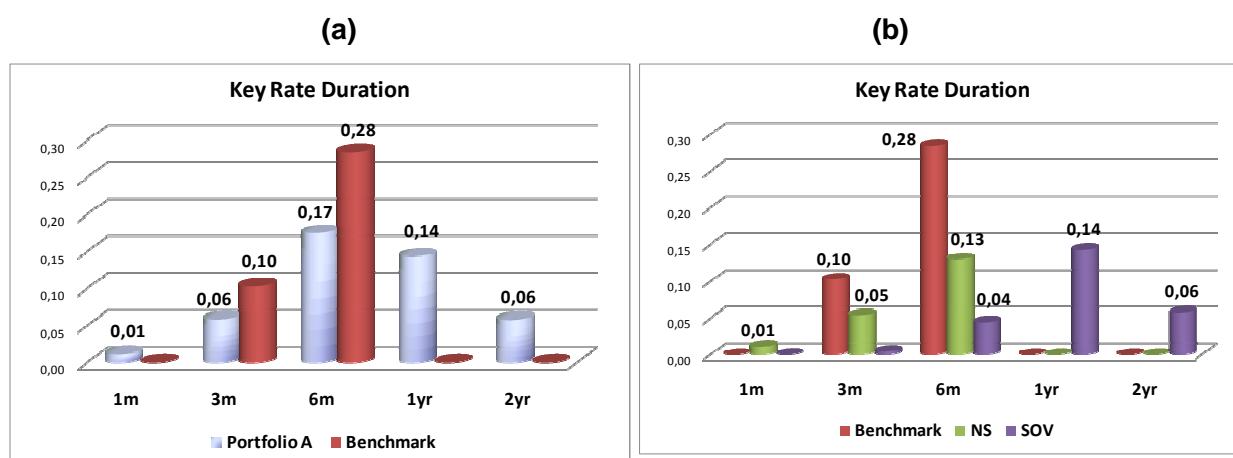 (a)
(b)
Key Rate Duration
0,30
0,25
0,20
0,15
0,10
0,05
0,00
0,01
0,06
0,10
0,17
0,28
0,14
0,06
1m
3m
6m
1yr
2yr
Portfolio A
Benchmark
Key Rate Duration
0,30
0,25
0,20
0,15
0,10
0,05
0,00
0,01
0,10
0,05
0,28
0,13
0,04
0,14
0,06
1m
3m
6m
1yr
2yr
Benchmark
NS
SOV